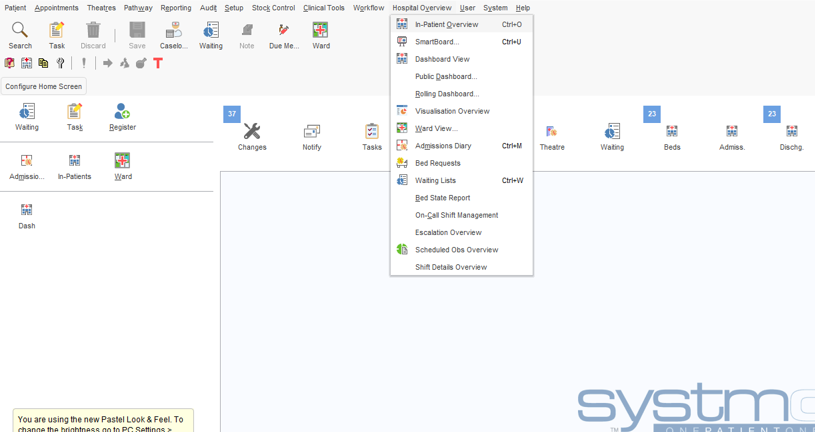 Patient Appointments Theatres Pathway Reporting Audit Setup Stock Control Clinical Tools Workflow Hospital Overview User System Help
Search Task Discard Save Caselo... Waiting Note Due Me... Ward
Configure Home Screen
Waiting Task Register
Admissio... In-Patients Ward
Dash
37
Changes Notify Tasks
In-Patient Overview Ctrl+O
SmartBoard... Ctrl+U
Dashboard View
Public Dashboard...
Rolling Dashboard...
Visualisation Overview
Ward View...
Admissions Diary Ctrl+M
Bed Requests
Waiting Lists Ctrl+W
Bed State Report
On-Call Shift Management
Escalation Overview
Scheduled Obs Overview
Shift Details Overview
23 23
Theatre Waiting Beds Admiss. Dischg.
You are using the new Pastel Look & Feel. To
change the brightness go to PC Settings >
systm
TM ONEPATIENTON